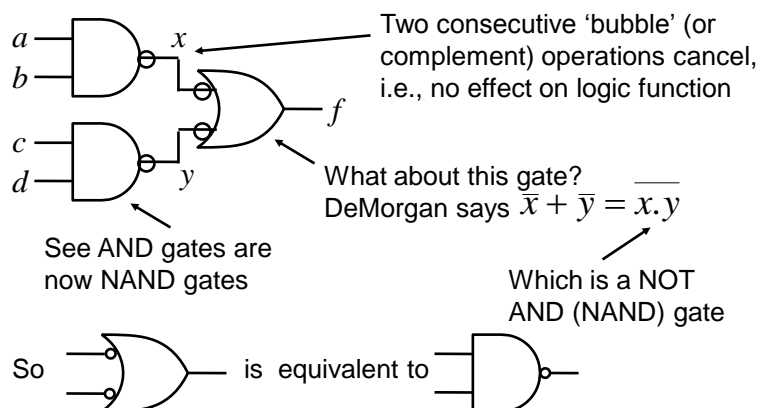 a
b
x
Two consecutive ‘bubble’ (or
complement) operations cancel,
i.e., no effect on logic function
f
c
d
y
What about this gate?
DeMorgan says x̅ + y̅ = x̅.̅y̅
See AND gates are
now NAND gates
Which is a NOT
AND (NAND) gate
So is equivalent to